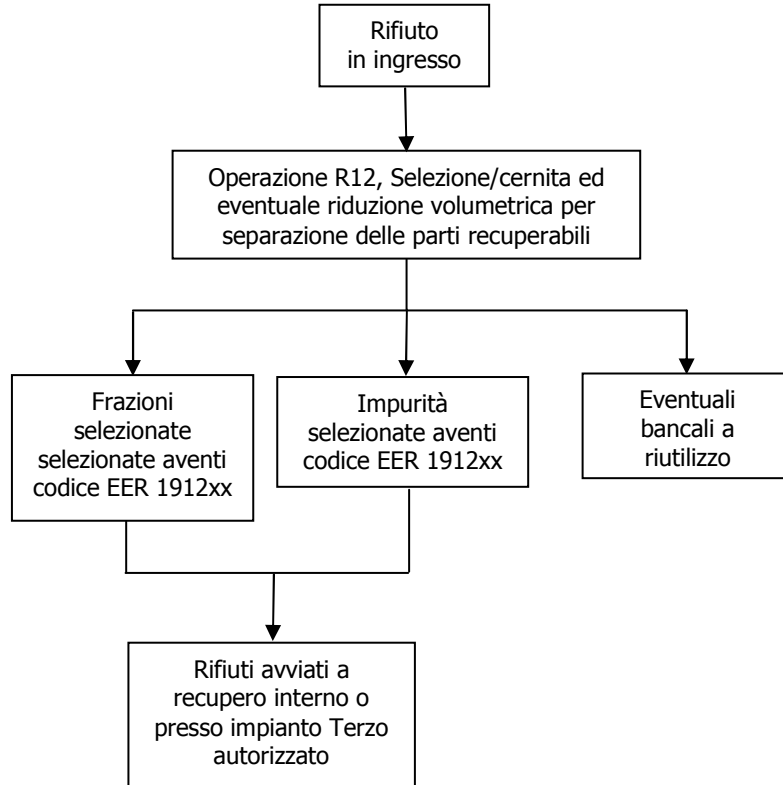 Rifiuto
in ingresso
Operazione R12, Selezione/cernita ed
eventuale riduzione volumetrica per
separazione delle parti recuperabili
Frazioni
selezionate
selezionate aventi
codice EER 1912xx
Impurità
selezionate aventi
codice EER 1912xx
Eventuali
bancali a
riutilizzo
Rifiuti avviati a
recupero interno o
presso impianto Terzo
autorizzato